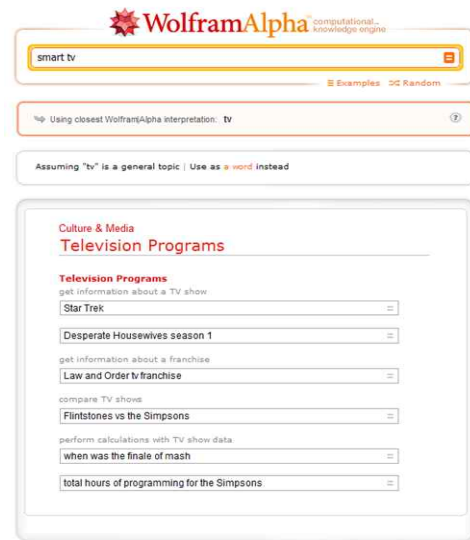 WolframAlpha computational... knowledge engine
smart tv
Examples Random
Using closest Wolfram|Alpha interpretation: tv
Assuming "tv" is a general topic | Use as a word instead
Culture & Media
Television Programs
Television Programs
get information about a TV show
Star Trek
Desperate Housewives season 1
get information about a franchise
Law and Order tv franchise
compare TV shows
Flintstones vs the Simpsons
perform calculations with TV show data
when was the finale of mash
total hours of programming for the Simpsons